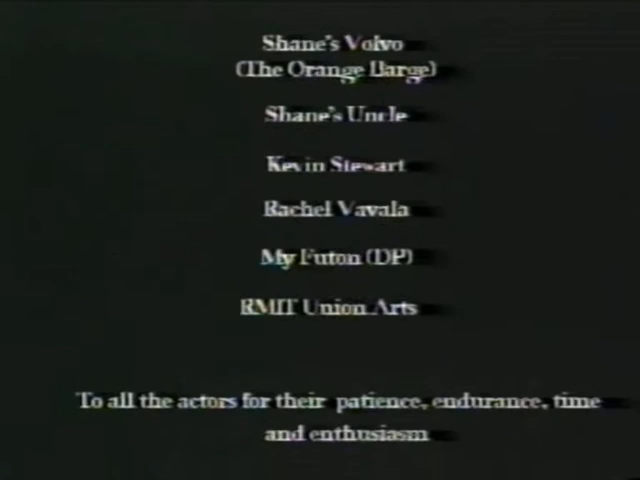 Shane's Volvo
(The Orange Barge)
Shane's Uncle
Kevin Stewart
Rachel Vavala
My Futon (DP)
RMIT Union Arts
To all the actors for their patience, endurance, time
and enthusiasm